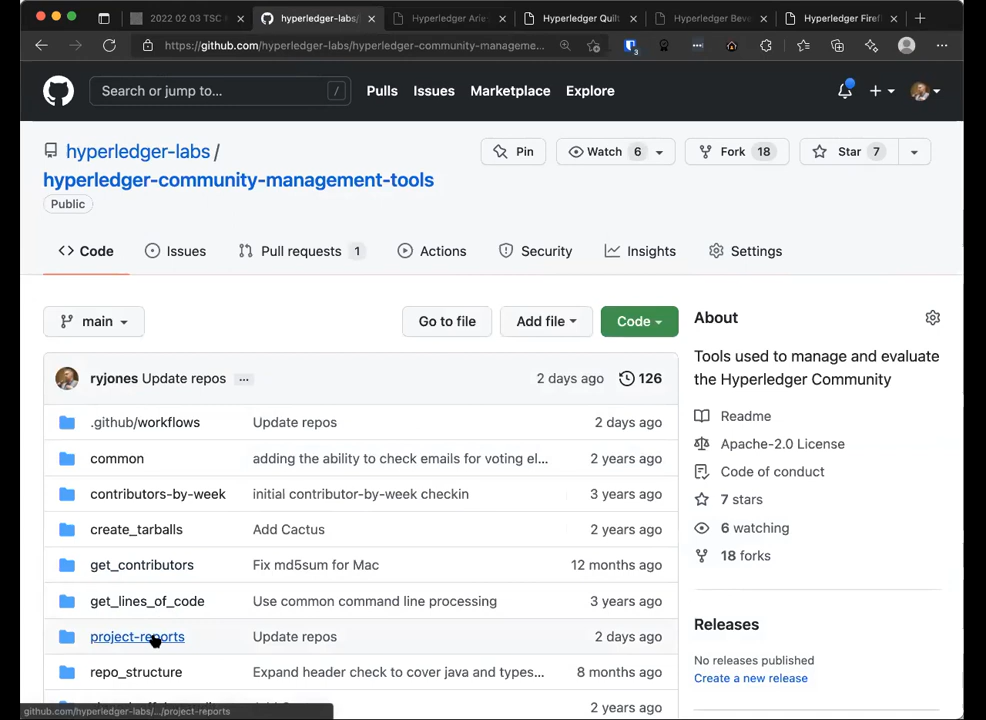 2022 02 03 TSC
hyperledger-labs/
Hyperledger Arie
Hyperledger Quilt
Hyperledger Bev
Hyperledger Firef
https://github.com/hyperledger-labs/hyperledger-community-manageme...
3
Search or jump to...
/
Pulls
Issues
Marketplace
Explore
hyperledger-labs /
hyperledger-community-management-tools
Public
Pin
Watch 6
Fork 18
Star 7
Code
Issues
Pull requests 1
Actions
Security
Insights
Settings
main
Go to file
Add file
Code
ryjones Update repos ...
2 days ago
126
.github/workflows Update repos 2 days ago
common adding the ability to check emails for voting el... 2 years ago
contributors-by-week initial contributor-by-week checkin 3 years ago
create_tarballs Add Cactus 2 years ago
get_contributors Fix md5sum for Mac 12 months ago
get_lines_of_code Use common command line processing 3 years ago
project-reports Update repos 2 days ago
repo_structure Expand header check to cover java and types... 8 months ago
2 years ago
About
Tools used to manage and evaluate
the Hyperledger Community
Readme
Apache-2.0 License
Code of conduct
7 stars
6 watching
18 forks
Releases
No releases published
Create a new release
github.com/hyperledger-labs/.../project-reports